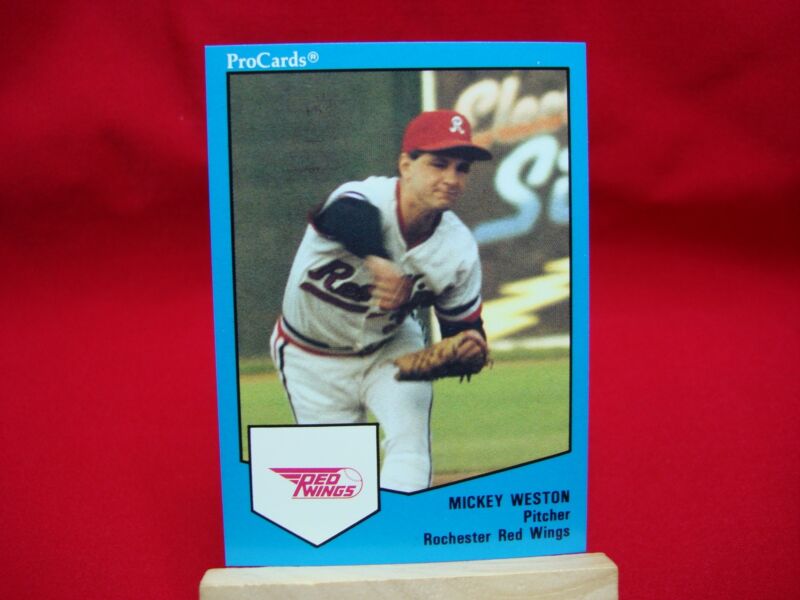 ProCards®
R
RED
WINGS
MICKEY WESTON
Pitcher
Rochester Red Wings